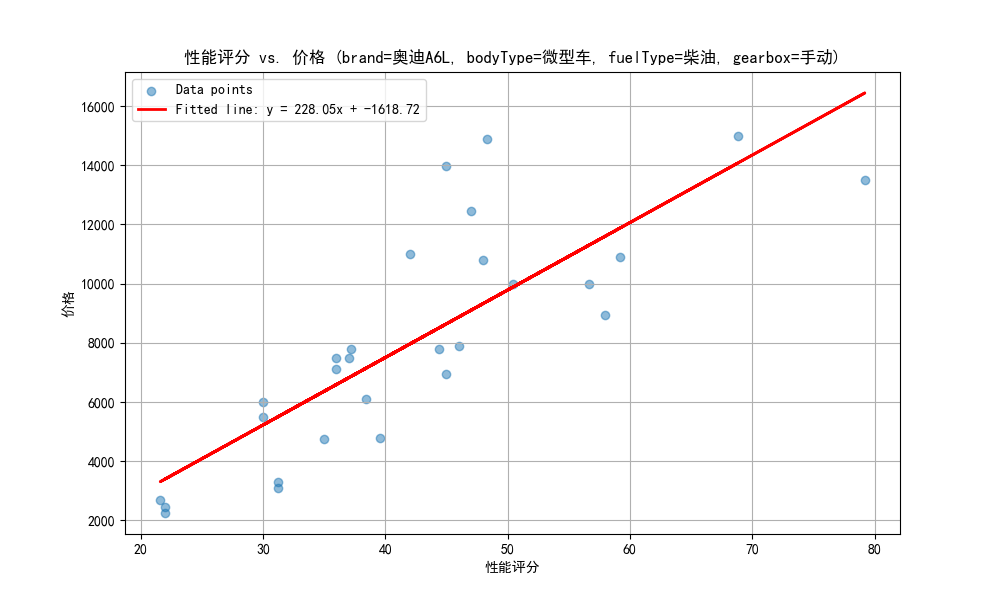 性能评分 vs. 价格 (brand=奥迪A6L, bodyType=微型车, fuelType=柴油, gearbox=手动)
Data points
Fitted line: y = 228.05x + -1618.72
16000
14000
12000
10000
8000
6000
4000
2000
价格
20 30 40 50 60 70 80
性能评分